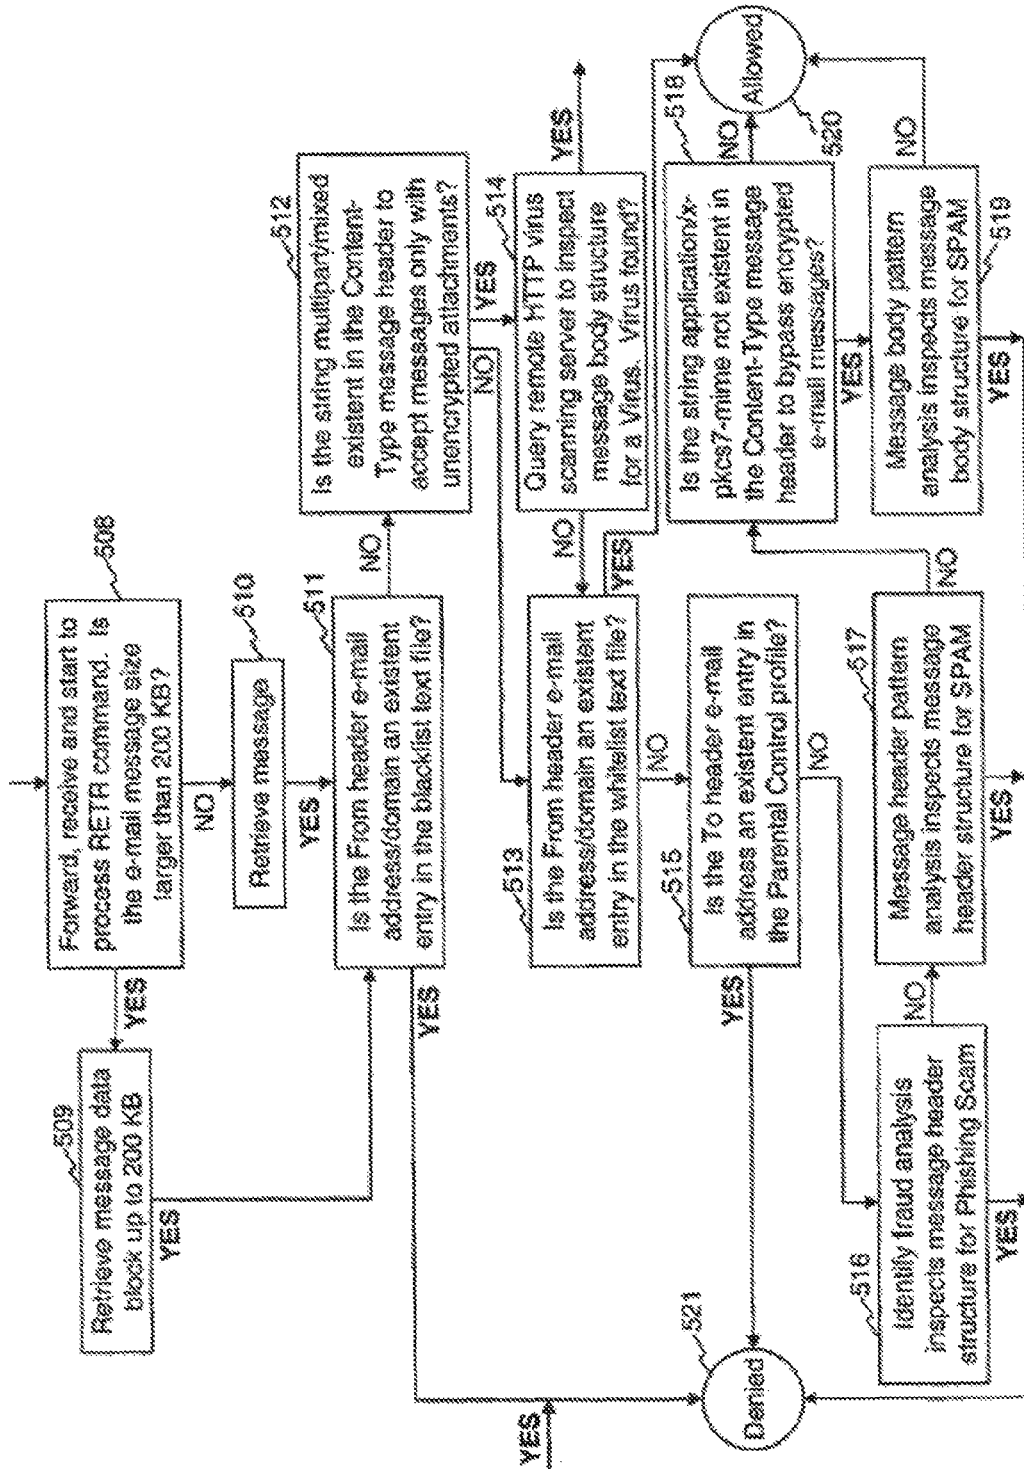 Forward, receive and start to
process RETR command. Is
the e-mail message size
larger than 200 KB?
508
YES
NO
509
Retrieve message data
block up to 200 KB
YES
510
Retrieve message
YES
511
Is the From header e-mail
address/domain an existent
entry in the blacklist text file?
YES
NO
512
Is the string multipart/mixed
existent in the Content-
Type message header to
accept messages only with
unencrypted attachments?
NO
YES
514
Query remote HTTP virus
scanning server to inspect
message body structure
for a Virus. Virus found?
NO
YES
513
Is the From header e-mail
address/domain an existent
entry in the whitelist text file?
YES
NO
515
Is the To header e-mail
address an existent entry in
the Parental Control profile?
YES
NO
516
Identify fraud analysis
inspects message header
structure for Phishing Scam
NO
YES
517
Message header pattern
analysis inspects message
header structure for SPAM
NO
YES
518
Is the string application/x-
pkcs7-mime not existent in
the Content-Type message
header to bypass encrypted
e-mail messages?
NO
YES
519
Message body pattern
analysis inspects message
body structure for SPAM
NO
YES
Allowed
520
YES
Denied
521